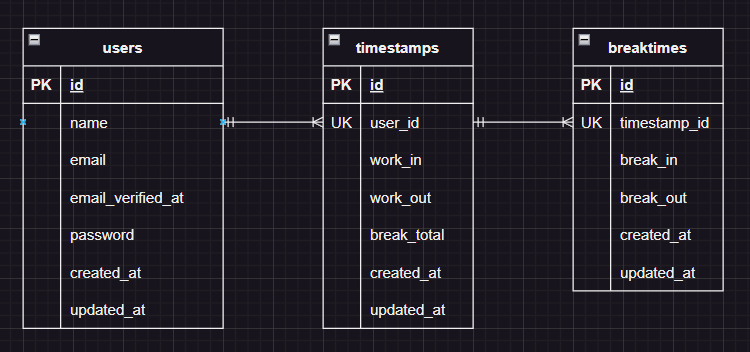 users
PK id
name
email
email_verified_at
password
created_at
updated_at
timestamps
PK id
UK user_id
work_in
work_out
break_total
created_at
updated_at
breaktimes
PK id
UK timestamp_id
break_in
break_out
created_at
updated_at